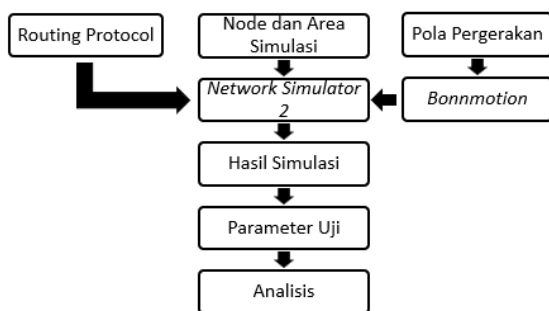 Routing Protocol
Node dan Area
Simulasi
Pola Pergerakan
Network Simulator
2
Bonnmotion
Hasil Simulasi
Parameter Uji
Analisis